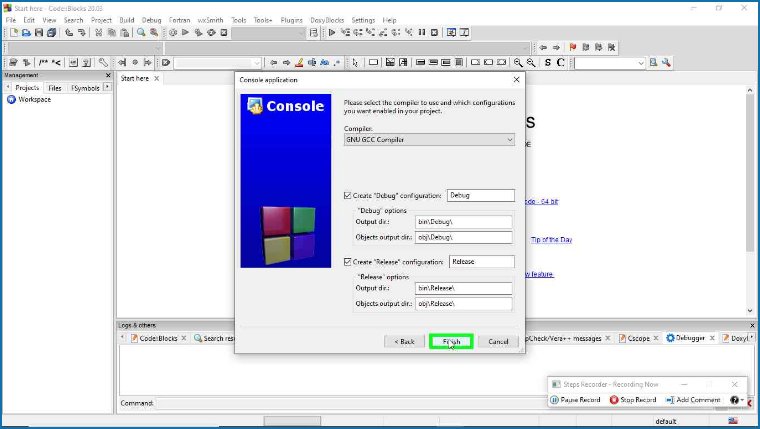 Start here - Code::Blocks 20.03
File Edit View Search Project Build Debug Fortran wxSmith Tools Tools+ Plugins DoxyBlocks Settings Help
Management
Projects Files FSymbols
Workspace
Start here
Console application
Console
Please select the compiler to use and which configurations
you want enabled in your project.
Compiler:
GNU GCC Compiler
Create "Debug" configuration: Debug
"Debug" options
Output dir.: bin\Debug\
Objects output dir.: obj\Debug\
Create "Release" configuration: Release
"Release" options
Output dir.: bin\Release\
Objects output dir.: obj\Release\
< Back Finish Cancel
S
DE
de - 64 bit
Tip of the Day
w feature
Logs & others
Code::Blocks Search res
pCheck/Vera++ messages Cscope Debugger Doxyl
Command:
Steps Recorder - Recording Now
Pause Record Stop Record Add Comment
default